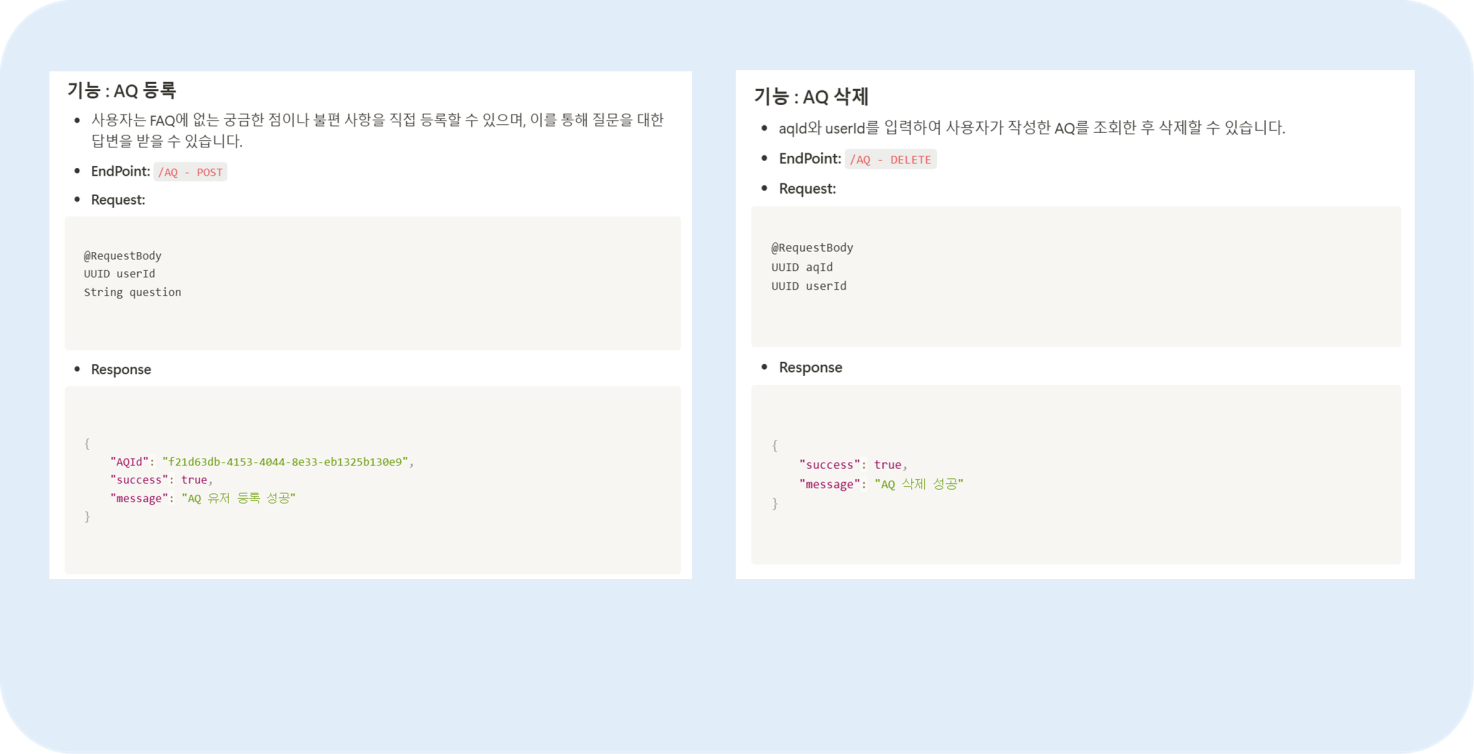 기능 : AQ 등록
• 사용자는 FAQ에 없는 궁금한 점이나 불편 사항을 직접 등록할 수 있으며, 이를 통해 질문을 대한
답변을 받을 수 있습니다.
• EndPoint: /AQ - POST
• Request:
@RequestBody
UUID userId
String question
• Response
{
"AQId": "f21d63db-4153-4044-8e33-eb1325b130e9",
"success": true,
"message": "AQ 유저 등록 성공"
}
기능 : AQ 삭제
• aqId와 userId를 입력하여 사용자가 작성한 AQ를 조회한 후 삭제할 수 있습니다.
• EndPoint: /AQ - DELETE
• Request:
@RequestBody
UUID aqId
UUID userId
• Response
{
"success": true,
"message": "AQ 삭제 성공"
}